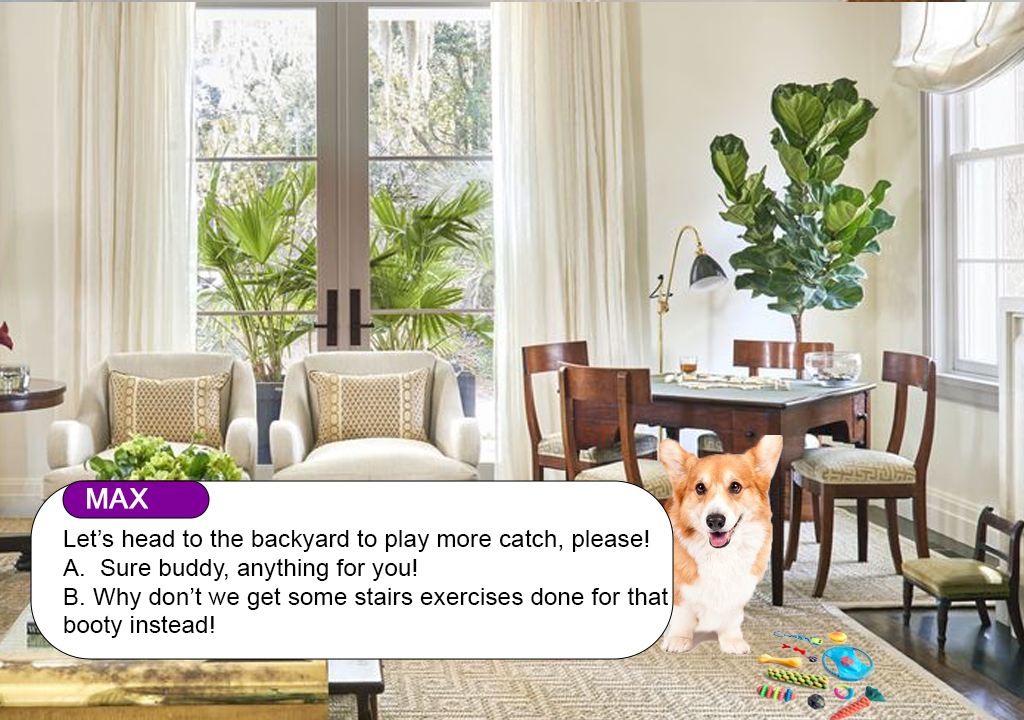 MAX
Let’s head to the backyard to play more catch, please!
A. Sure buddy, anything for you!
B. Why don’t we get some stairs exercises done for that
booty instead!